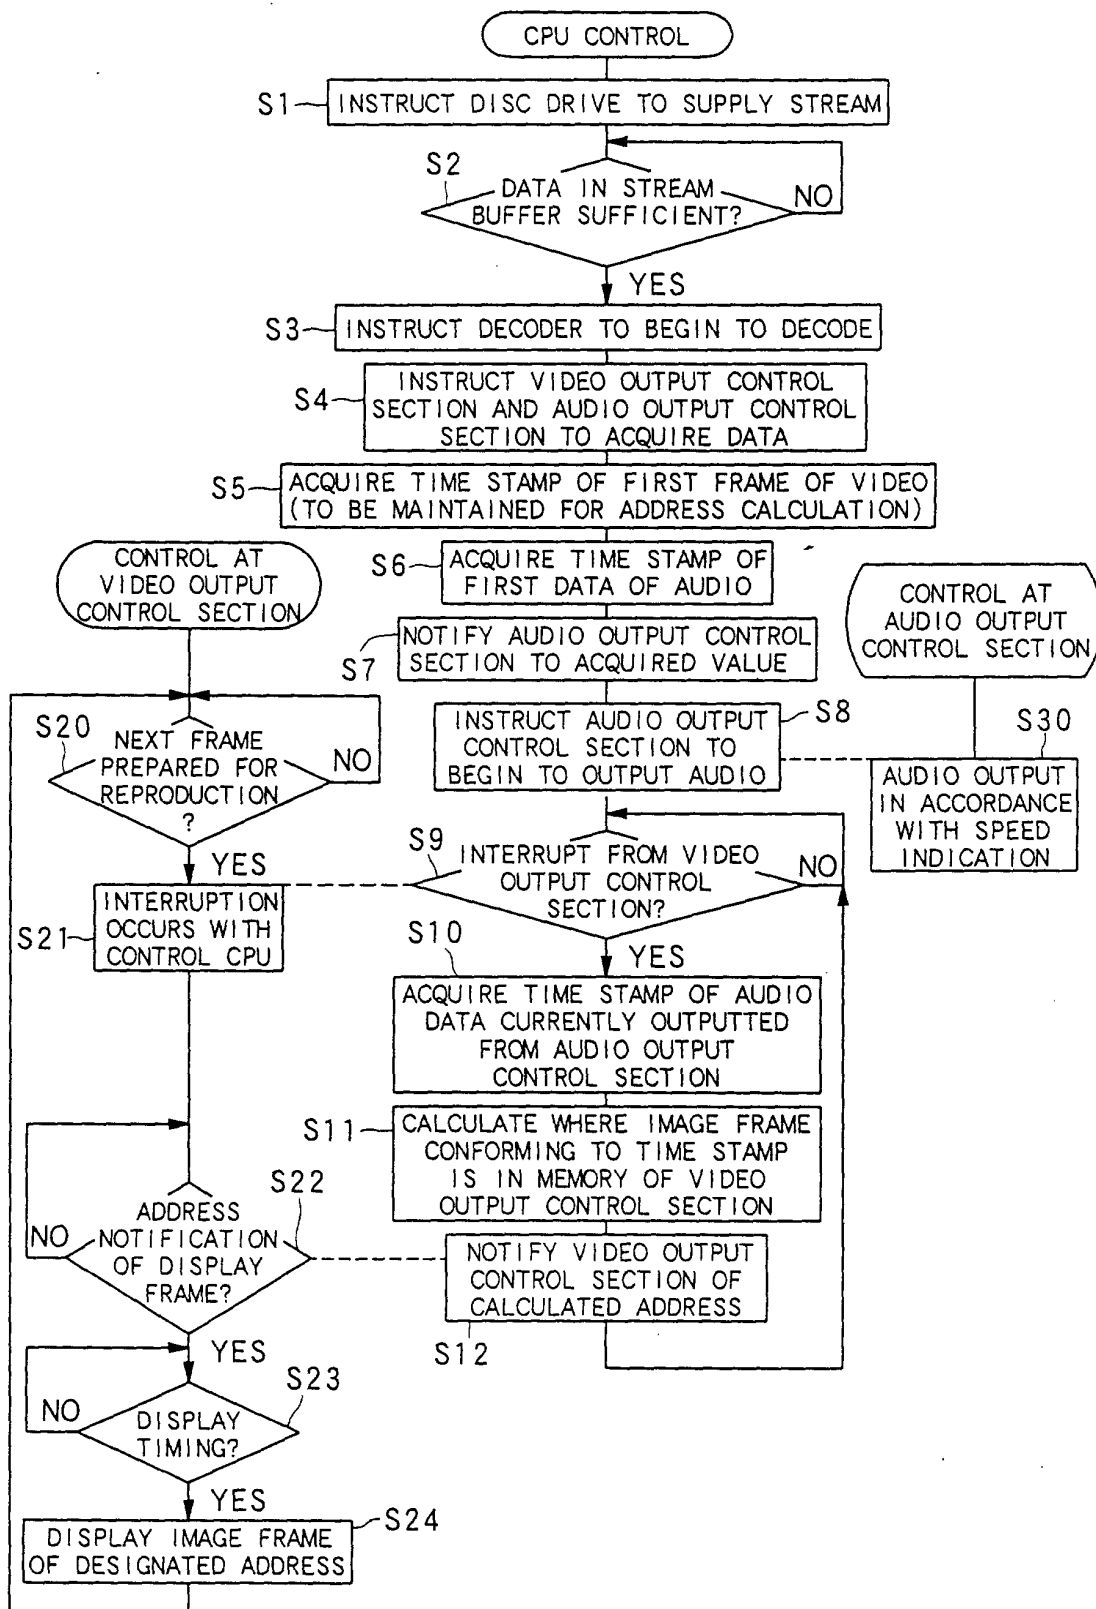 CPU CONTROL
S1
INSTRUCT DISC DRIVE TO SUPPLY STREAM
S2
DATA IN STREAM
BUFFER SUFFICIENT?
NO
YES
S3
INSTRUCT DECODER TO BEGIN TO DECODE
S4
INSTRUCT VIDEO OUTPUT CONTROL
SECTION AND AUDIO OUTPUT CONTROL
SECTION TO ACQUIRE DATA
S5
ACQUIRE TIME STAMP OF FIRST FRAME OF VIDEO
(TO BE MAINTAINED FOR ADDRESS CALCULATION)
S6
ACQUIRE TIME STAMP OF
FIRST DATA OF AUDIO
S7
NOTIFY AUDIO OUTPUT CONTROL
SECTION TO ACQUIRED VALUE
S8
INSTRUCT AUDIO OUTPUT
CONTROL SECTION TO
BEGIN TO OUTPUT AUDIO
S9
INTERRUPT FROM VIDEO
OUTPUT CONTROL
SECTION?
NO
YES
S10
ACQUIRE TIME STAMP OF AUDIO
DATA CURRENTLY OUTPUTTED
FROM AUDIO OUTPUT
CONTROL SECTION
S11
CALCULATE WHERE IMAGE FRAME
CONFORMING TO TIME STAMP
IS IN MEMORY OF VIDEO
OUTPUT CONTROL SECTION
NOTIFY VIDEO OUTPUT
CONTROL SECTION OF
CALCULATED ADDRESS
S12
CONTROL AT
VIDEO OUTPUT
CONTROL SECTION
S20
NEXT FRAME
PREPARED FOR
REPRODUCTION
?
NO
YES
S21
INTERRUPTION
OCCURS WITH
CONTROL CPU
S22
ADDRESS
NOTIFICATION
OF DISPLAY
FRAME?
NO
YES
S23
DISPLAY
TIMING?
NO
YES
S24
DISPLAY IMAGE FRAME
OF DESIGNATED ADDRESS
CONTROL AT
AUDIO OUTPUT
CONTROL SECTION
S30
AUDIO OUTPUT
IN ACCORDANCE
WITH SPEED
INDICATION